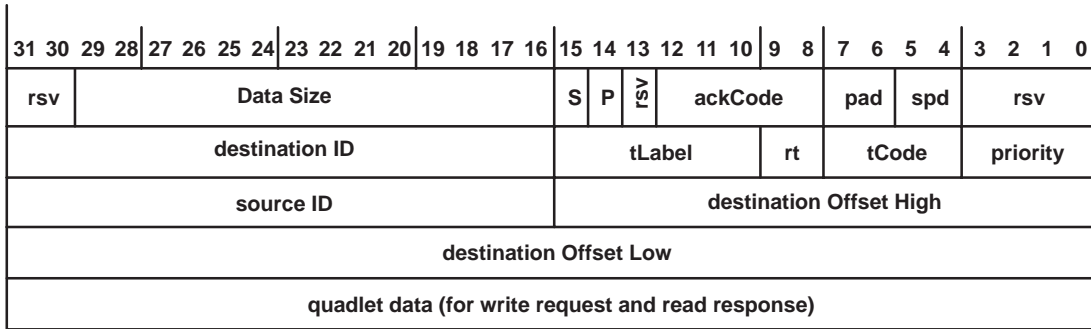 31 30 29 28 27 26 25 24 23 22 21 20 19 18 17 16 15 14 13 12 11 10 9 8 7 6 5 4 3 2 1 0
rsv Data Size S P rsv ackCode pad spd rsv
destination ID tLabel rt tCode priority
source ID destination Offset High
destination Offset Low
quadlet data (for write request and read response)